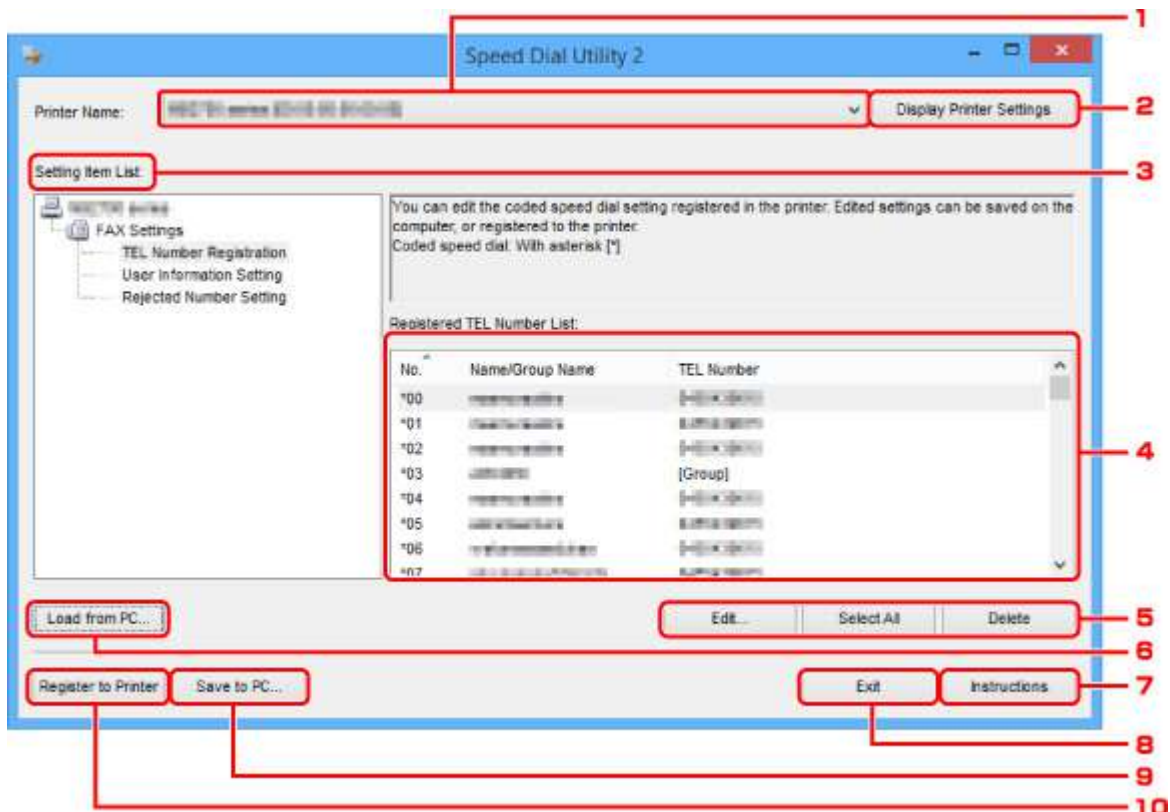 1
Speed Dial Utility 2
Printer Name:
Display Printer Settings
2
Setting Item List:
3
FAX Settings
TEL Number Registration
User Information Setting
Rejected Number Setting
You can edit the coded speed dial setting registered in the printer. Edited settings can be saved on the
computer, or registered to the printer.
Coded speed dial: With asterisk [*]
Registered TEL Number List:
No. Name/Group Name TEL Number
*00
*01
*02
*03 [Group]
*04
*05
*06
*07
4
Load from PC...
Edit... Select All Delete
5
6
Register to Printer Save to PC... Exit Instructions
7
8
9
10